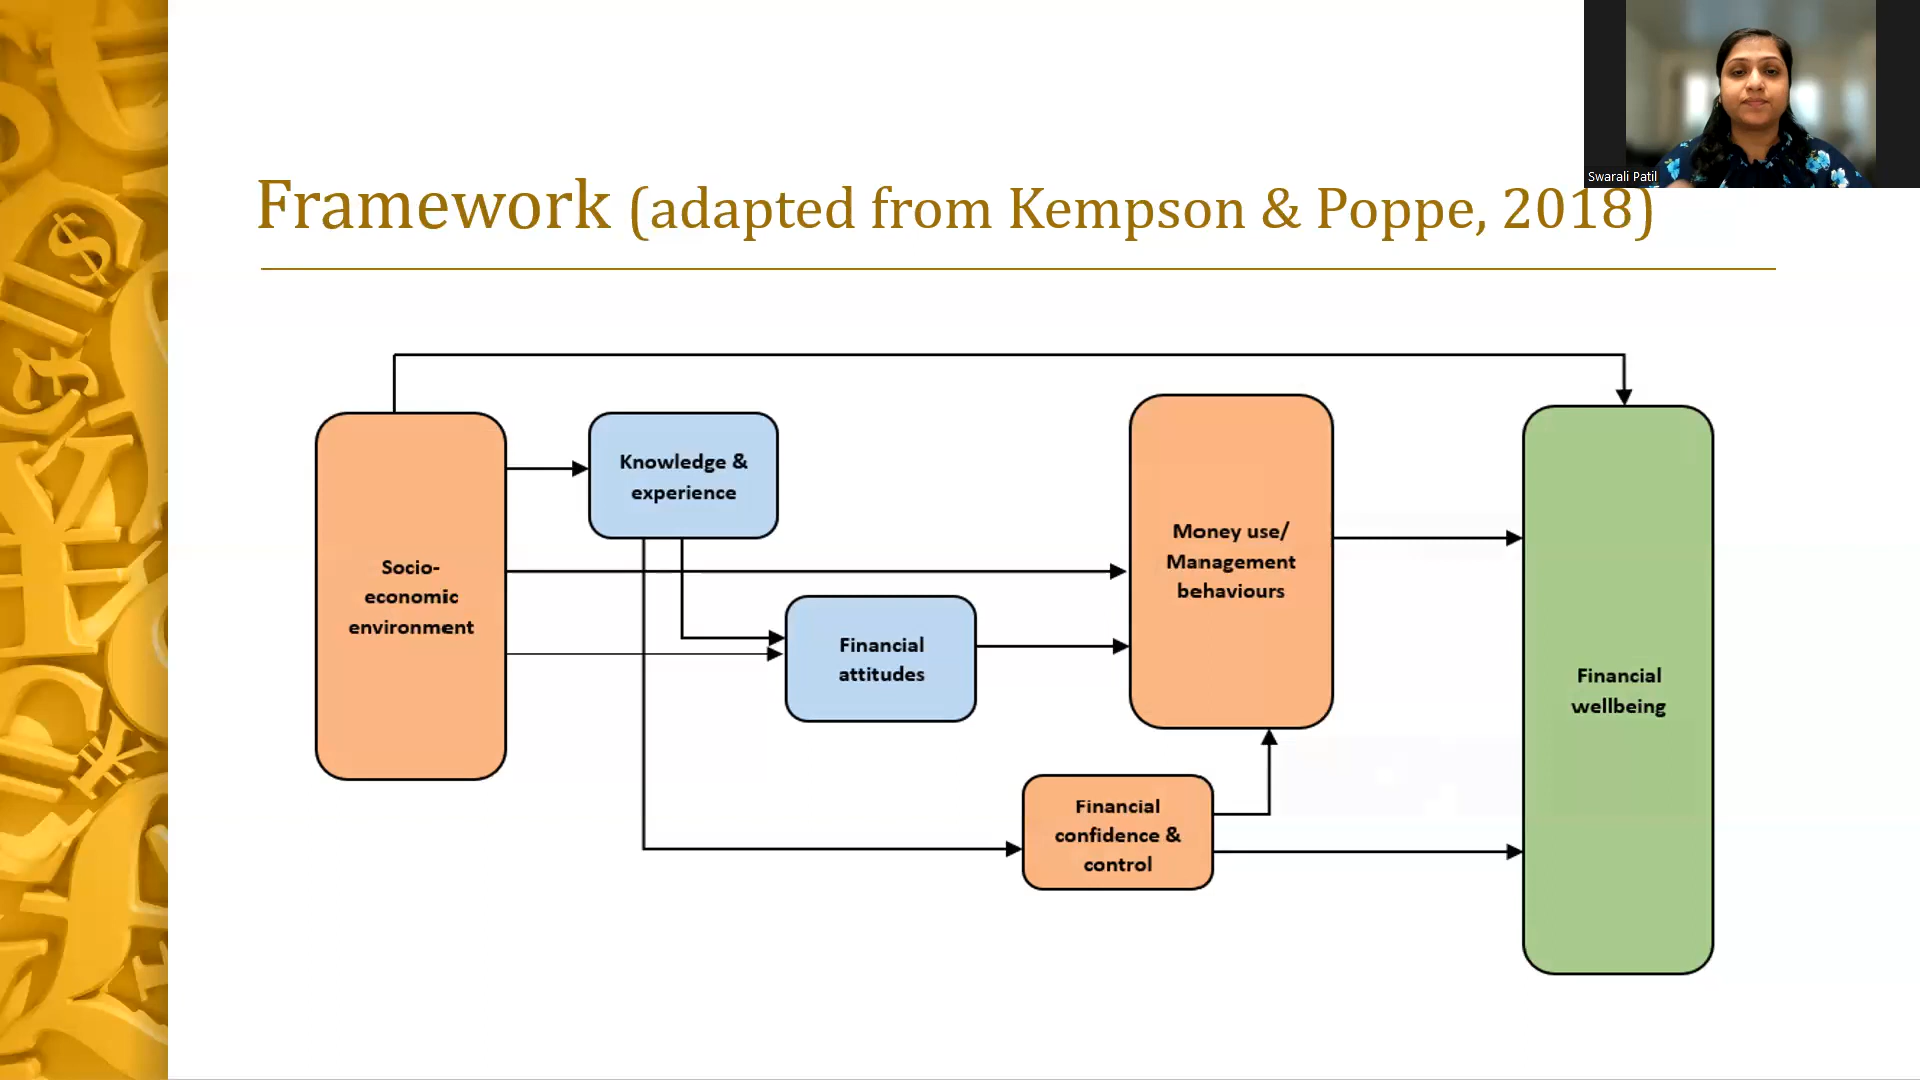 Swarali Patil
Framework (adapted from Kempson & Poppe, 2018)
Knowledge &
experience
Socio-
economic
environment
Financial
attitudes
Money use/
Management
behaviours
Financial
confidence &
control
Financial
wellbeing